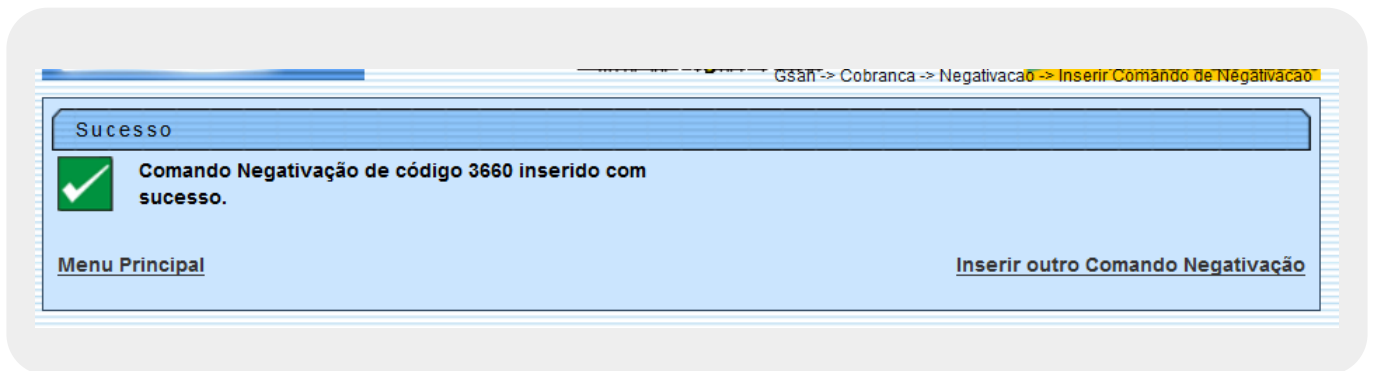 Gsan -> Cobranca -> Negativacao -> Inserir Comando de Negativacao
Sucesso
Comando Negativação de código 3660 inserido com
sucesso.
Menu Principal
Inserir outro Comando Negativação